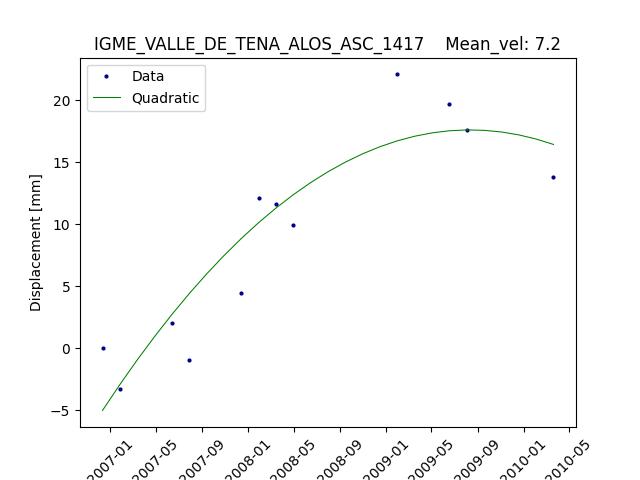 IGME_VALLE_DE_TENA_ALOS_ASC_1417    Mean_vel: 7.2
Data
Quadratic
Displacement [mm]
20
15
10
5
0
−5
2007-01 2007-05 2007-09 2008-01 2008-05 2008-09 2009-01 2009-05 2009-09 2010-01 2010-05